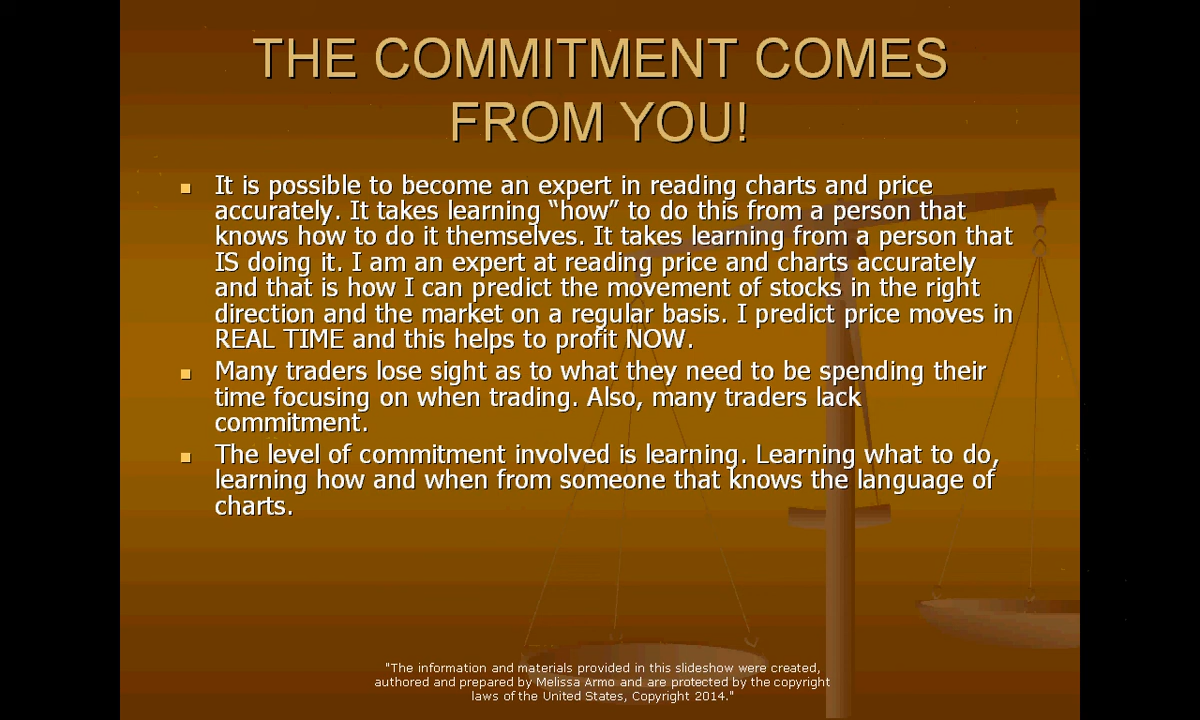 THE COMMITMENT COMES
FROM YOU!
It is possible to become an expert in reading charts and price
accurately. It takes learning “how” to do this from a person that
knows how to do it themselves. It takes learning from a person that
IS doing it. I am an expert at reading price and charts accurately
and that is how I can predict the movement of stocks in the right
direction and the market on a regular basis. I predict price moves in
REAL TIME and this helps to profit NOW.
Many traders lose sight as to what they need to be spending their
time focusing on when trading. Also, many traders lack
commitment.
The level of commitment involved is learning. Learning what to do,
learning how and when from someone that knows the language of
charts.
"The information and materials provided in this slideshow were created,
authored and prepared by Melissa Armo and are protected by the copyright
laws of the United States, Copyright 2014."